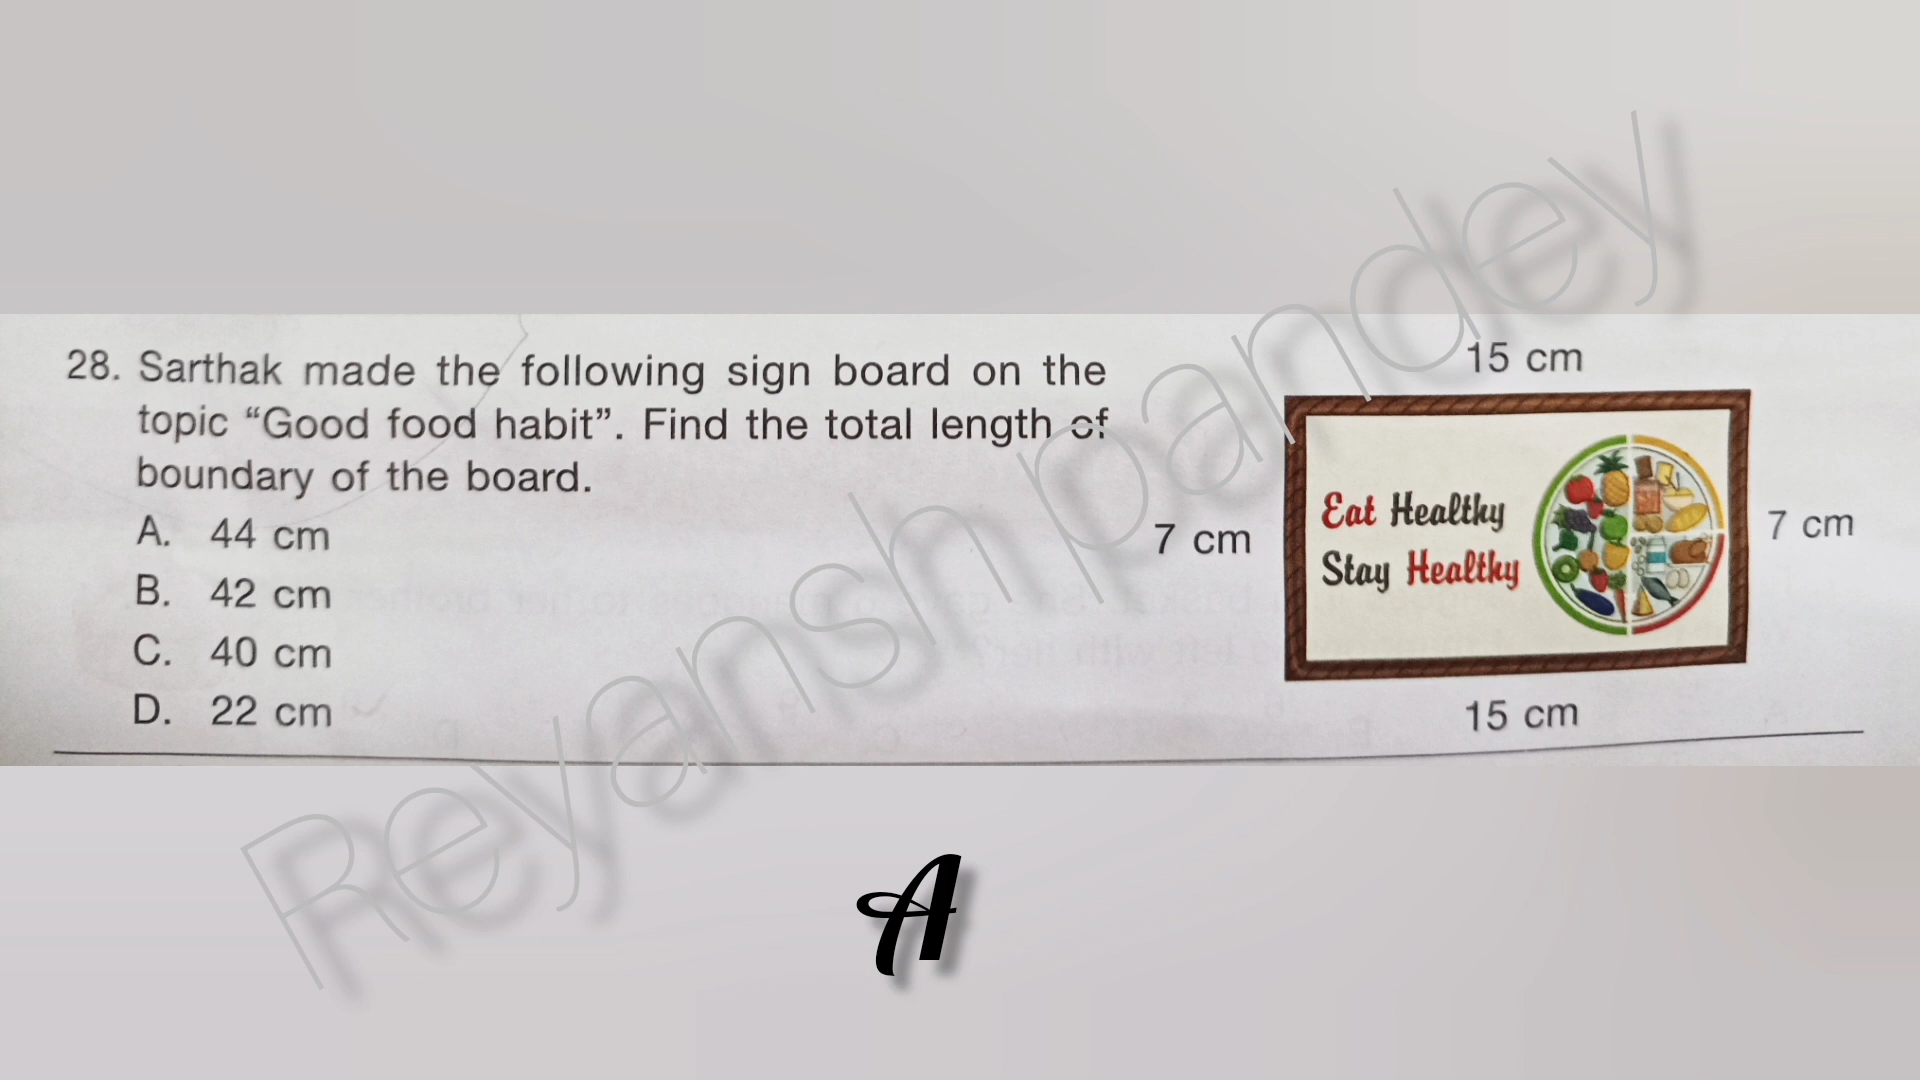 28. Sarthak made the following sign board on the
topic “Good food habit”. Find the total length of
boundary of the board.
A. 44 cm
B. 42 cm
C. 40 cm
D. 22 cm
15 cm
7 cm
Eat Healthy
Stay Healthy
7 cm
15 cm
Reyansh pandey
A